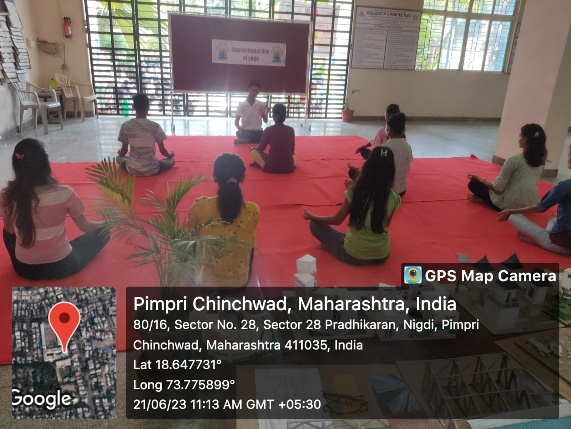 International Day
of YOGA
GPS Map Camera
Pimpri Chinchwad, Maharashtra, India
80/16, Sector No. 28, Sector 28 Pradhikaran, Nigdi, Pimpri
Chinchwad, Maharashtra 411035, India
Lat 18.647731°
Long 73.775899°
21/06/23 11:13 AM GMT +05:30
Google